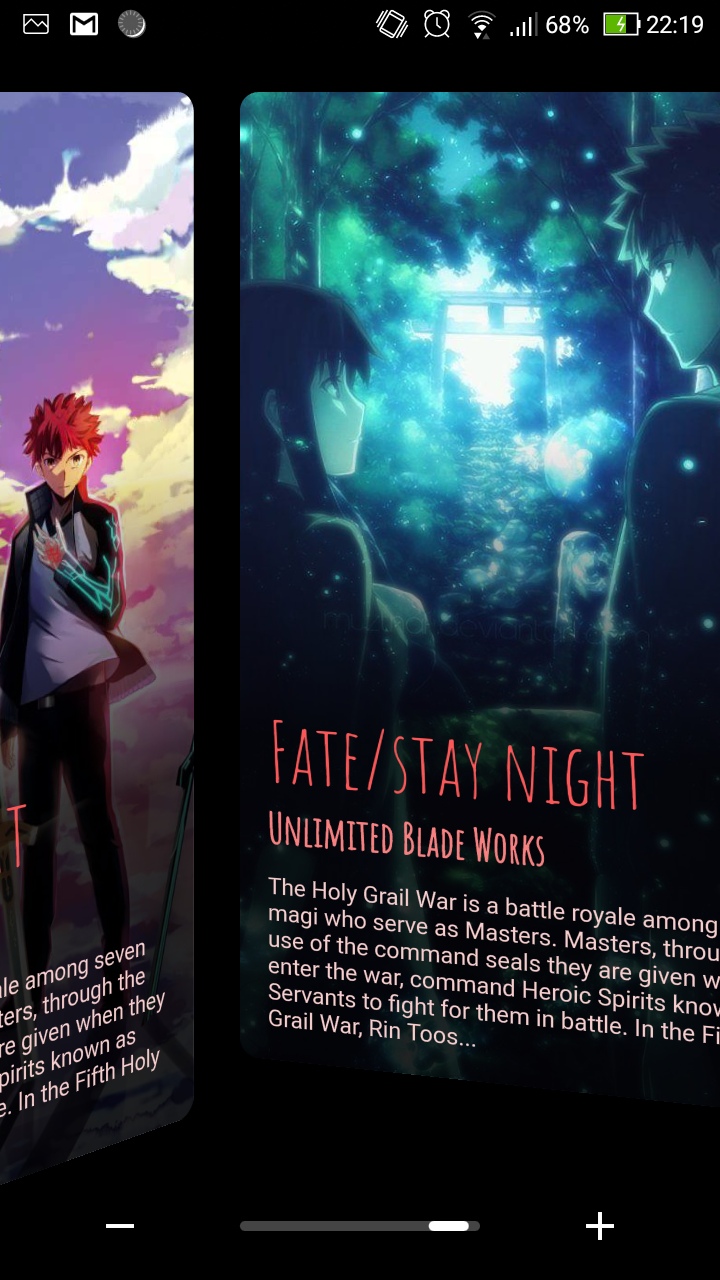 68% 22:19
T
ale among seven
ters, through the
re given when they
pirits known as
e. In the Fifth Holy
FATE/STAY NIGHT
UNLIMITED BLADE WORKS
The Holy Grail War is a battle royale among
magi who serve as Masters. Masters, throu
use of the command seals they are given w
enter the war, command Heroic Spirits know
Servants to fight for them in battle. In the Fi
Grail War, Rin Toos...